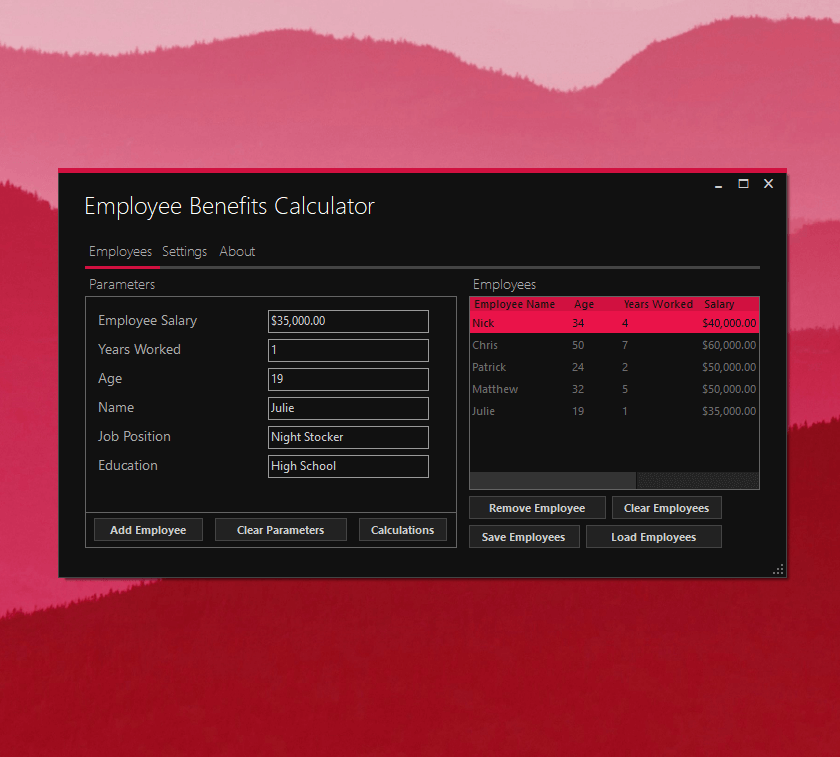 Employee Benefits Calculator
Employees Settings About
Parameters
Employee Salary $35,000.00
Years Worked 1
Age 19
Name Julie
Job Position Night Stocker
Education High School
Add Employee Clear Parameters Calculations
Employees
Employee Name Age Years Worked Salary
Nick 34 4 $40,000.00
Chris 50 7 $60,000.00
Patrick 24 2 $50,000.00
Matthew 32 5 $50,000.00
Julie 19 1 $35,000.00
Remove Employee Clear Employees
Save Employees Load Employees